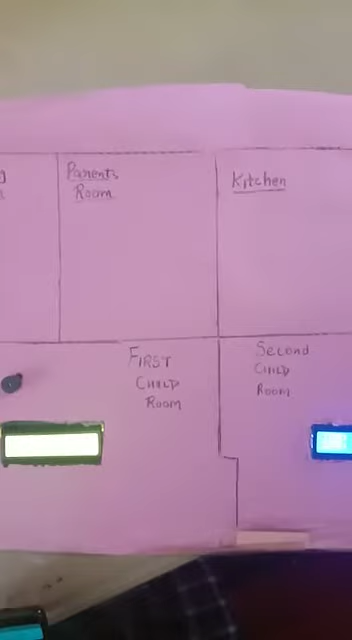 Parents
Room
Kitchen
FIRST
CHILD
Room
Second
CHILD
Room